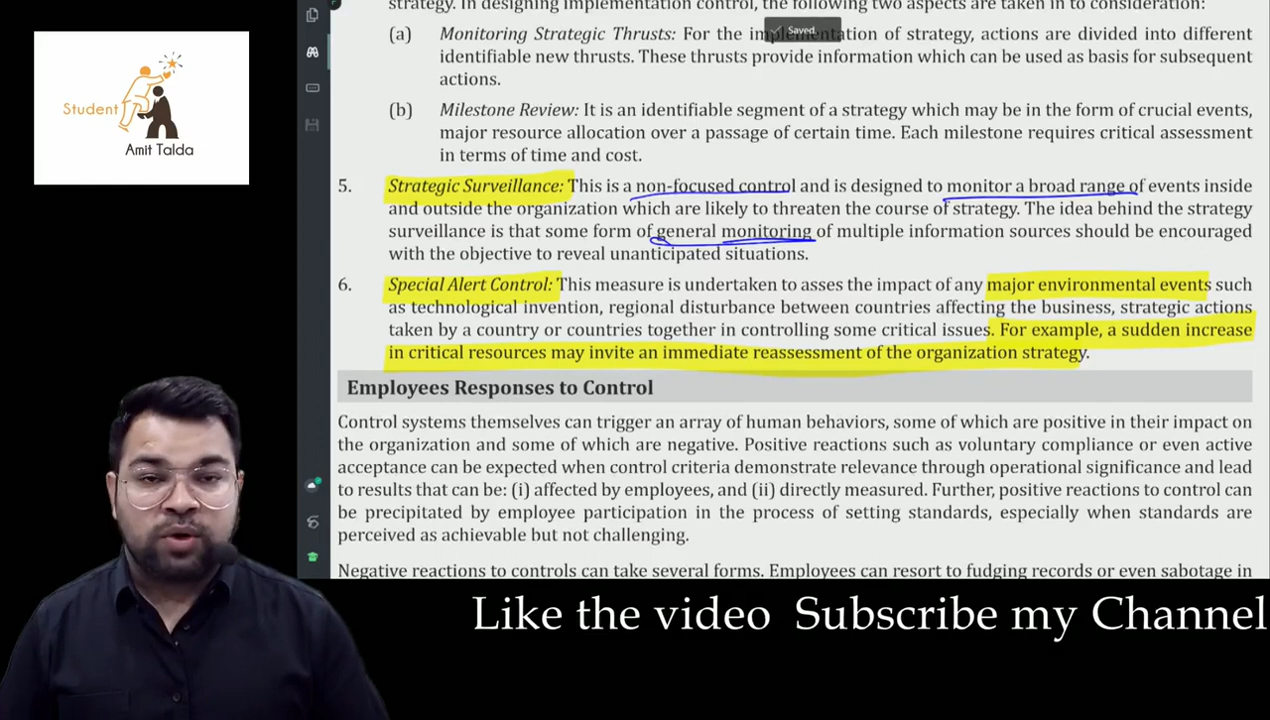 strategy. In designing implementation control, the following two aspects are taken in to consideration:
Saved
(a) Monitoring Strategic Thrusts: For the implementation of strategy, actions are divided into different
identifiable new thrusts. These thrusts provide information which can be used as basis for subsequent
actions.
(b) Milestone Review: It is an identifiable segment of a strategy which may be in the form of crucial events,
major resource allocation over a passage of certain time. Each milestone requires critical assessment
in terms of time and cost.
5. Strategic Surveillance: This is a non-focused control and is designed to monitor a broad range of events inside
and outside the organization which are likely to threaten the course of strategy. The idea behind the strategy
surveillance is that some form of general monitoring of multiple information sources should be encouraged
with the objective to reveal unanticipated situations.
6. Special Alert Control: This measure is undertaken to asses the impact of any major environmental events such
as technological invention, regional disturbance between countries affecting the business, strategic actions
taken by a country or countries together in controlling some critical issues. For example, a sudden increase
in critical resources may invite an immediate reassessment of the organization strategy.
Employees Responses to Control
Control systems themselves can trigger an array of human behaviors, some of which are positive in their impact on
the organization and some of which are negative. Positive reactions such as voluntary compliance or even active
acceptance can be expected when control criteria demonstrate relevance through operational significance and lead
to results that can be: (i) affected by employees, and (ii) directly measured. Further, positive reactions to control can
be precipitated by employee participation in the process of setting standards, especially when standards are
perceived as achievable but not challenging.
Negative reactions to controls can take several forms. Employees can resort to fudging records or even sabotage in
Student
Amit Talda
Like the video Subscribe my Channel